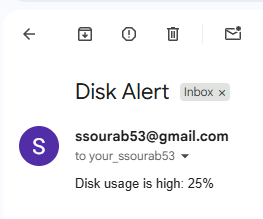 Disk Alert
Inbox ×
S
ssourab53@gmail.com
to your_ssourab53
Disk usage is high: 25%